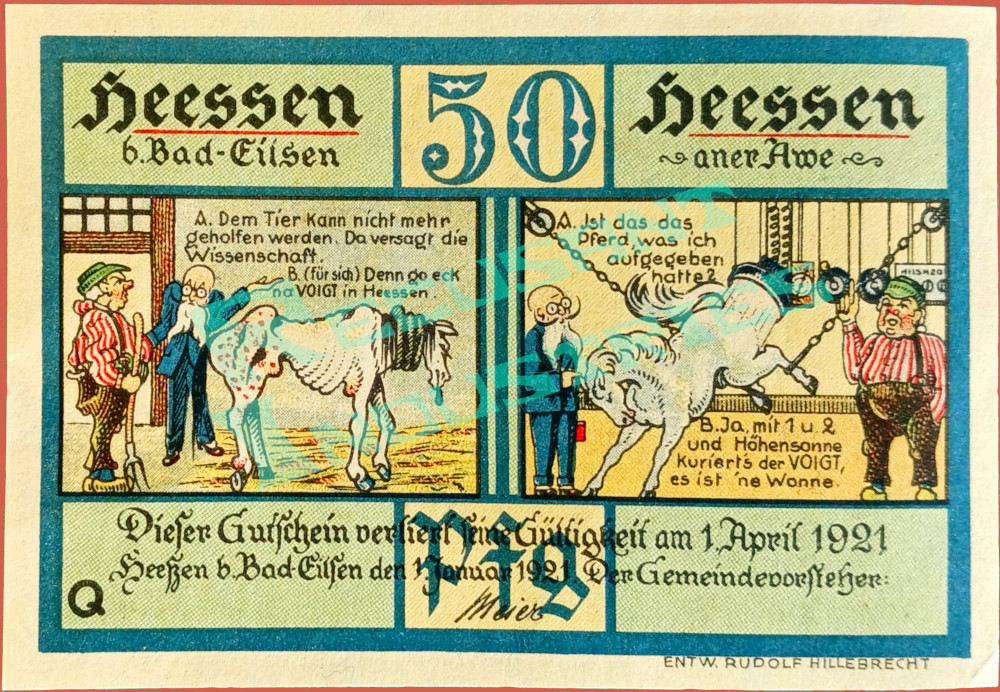 Heessen
b. Bad-Eilsen
50
Heessen
aner Awe
A. Dem Tier kann nicht mehr
geholfen werden. Da versagt die
Wissenschaft.
B. (für sich) Denn go eck
na VOIGT in Heessen.
A. Ist das das
Pferd, was ich
aufgegeben
hatte?
B. Ja, mit 1 u. 2
und Höhensonne
kurierts der VOIGT,
es ist 'ne Wonne.
Dieser Gutschein verliert seine Gültigkeit am 1. April 1921
Heeßen b. Bad Eilsen den 1. Januar 1921 Der Gemeindevorsteher:
Pfg
Meier
Q
ENTW. RUDOLF HILLEBRECHT